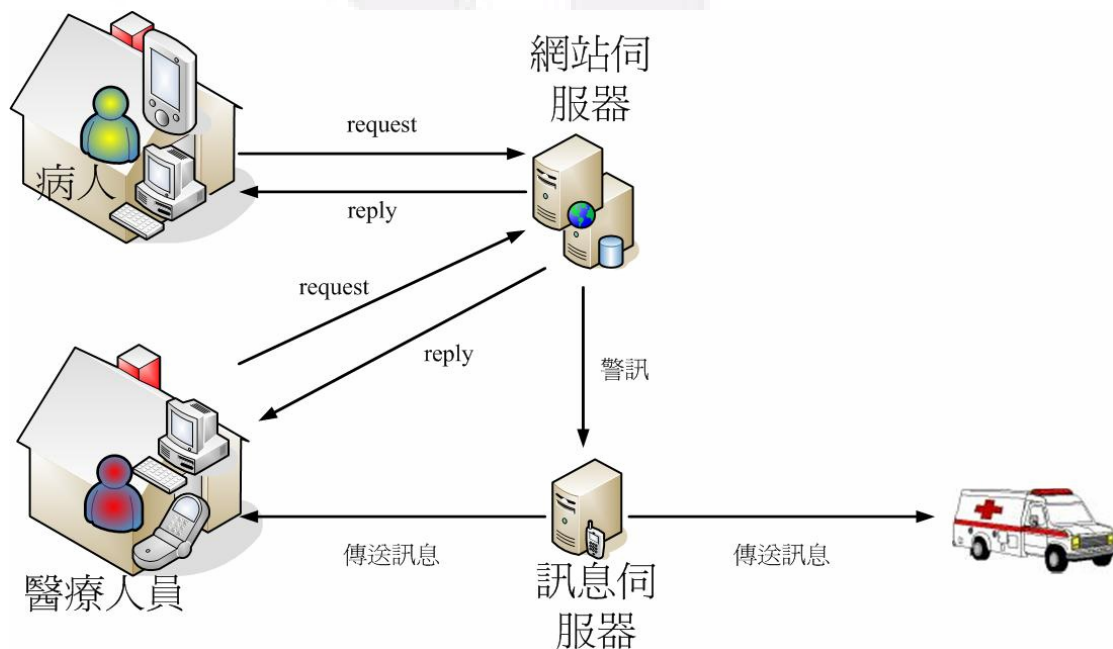 網站伺
服器
request
病人
reply
request
reply
警訊
傳送訊息
傳送訊息
醫療人員
訊息伺
服器